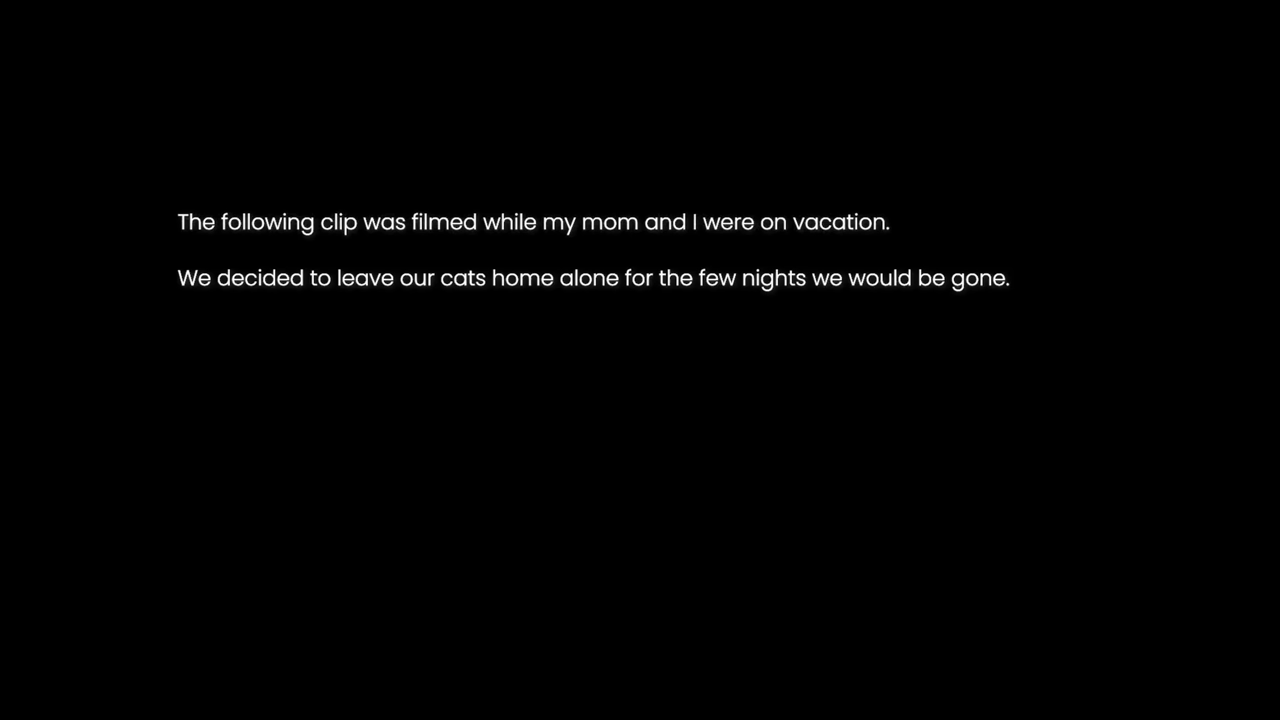 The following clip was filmed while my mom and I were on vacation.
We decided to leave our cats home alone for the few nights we would be gone.